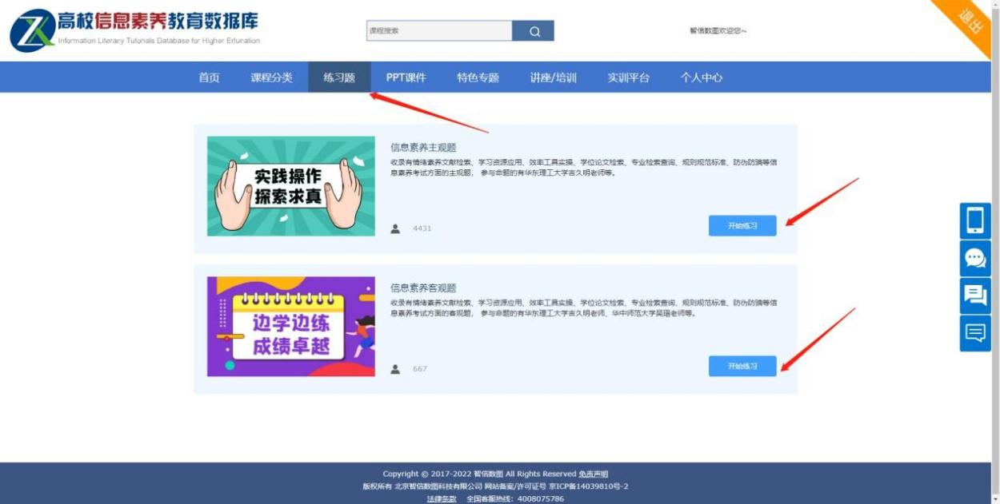 高校信息素养教育数据库
Information Literary Tutorials Database for Higher Edunation
课程搜索
智信数图欢迎您~
退出
首页 课程分类 练习题 PPT课件 特色专题 讲座/培训 实训平台 个人中心
实践操作
探索求真
信息素养主观题
收录有情绪素养文献检索、学习资源应用、效率工具实操、学位论文检索、专业检索查询、规则规范标准、防伪防骗等信
息素养考试方面的主观题， 参与命题的有华东理工大学吉久明老师等。
4431
开始练习
边学边练
成绩卓越
信息素养客观题
收录有情绪素养文献检索、学习资源应用、效率工具实操、学位论文检索、专业检索查询、规则规范标准、防伪防骗等信
息素养考试方面的客观题， 参与命题的有华东理工大学吉久明老师、华中师范大学吴瑶老师等。
667
开始练习
Copyright © 2017-2022 智信数图 All Rights Reserved 免责声明
版权所有 北京智信数图科技有限公司 网站备案/许可证号 京ICP备14039810号-2
法律条款 全国客服热线：4008075786